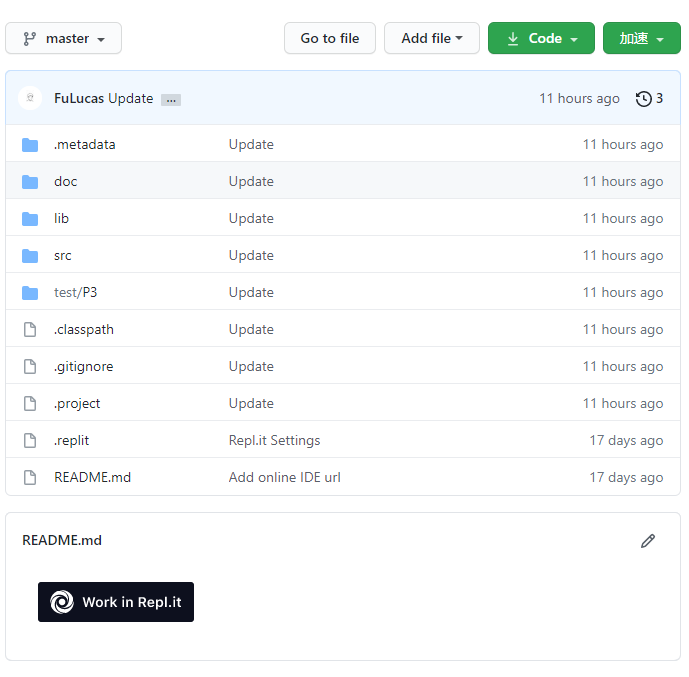 master Go to file Add file Code 加速
FuLucas Update ... 11 hours ago 3
.metadata Update 11 hours ago
doc Update 11 hours ago
lib Update 11 hours ago
src Update 11 hours ago
test/P3 Update 11 hours ago
.classpath Update 11 hours ago
.gitignore Update 11 hours ago
.project Update 11 hours ago
.replit Repl.it Settings 17 days ago
README.md Add online IDE url 17 days ago
README.md
Work in Repl.it